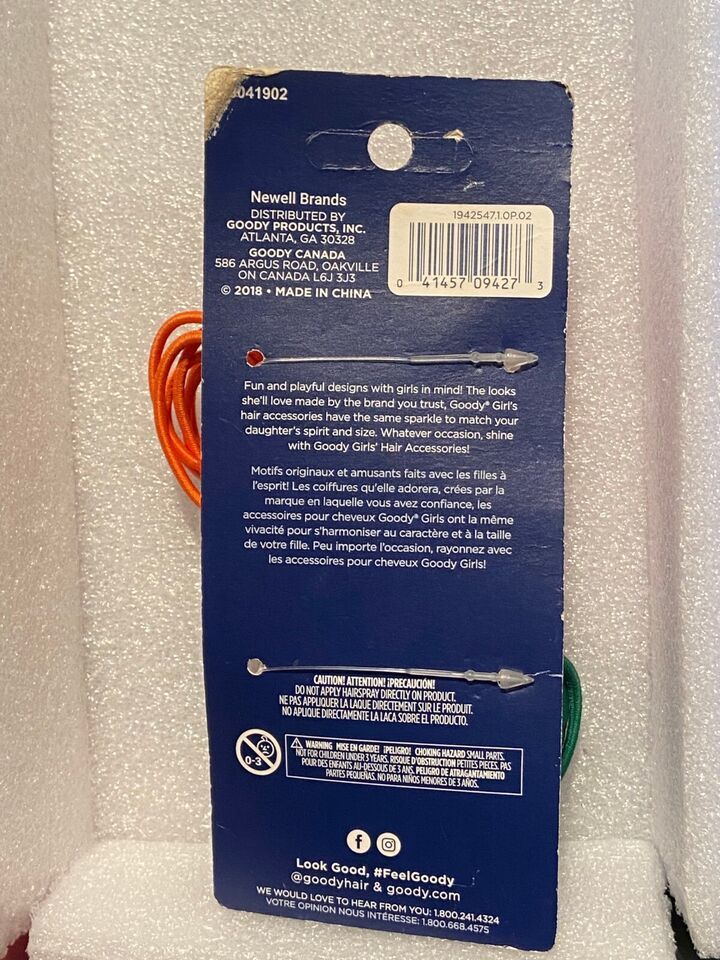 3041902
Newell Brands
DISTRIBUTED BY
GOODY PRODUCTS, INC.
ATLANTA, GA 30328
GOODY CANADA
586 ARGUS ROAD, OAKVILLE
ON CANADA L6J 3J3
© 2018 • MADE IN CHINA
1942547.1.0P.02
0 41457 09427 3
Fun and playful designs with girls in mind! The looks
she'll love made by the brand you trust, Goody® Girl's
hair accessories have the same sparkle to match your
daughter's spirit and size. Whatever occasion, shine
with Goody Girls' Hair Accessories!
Motifs originaux et amusants faits avec les filles à
l'esprit! Les coiffures qu'elle adorera, crées par la
marque en laquelle vous avez confiance, les
accessoires pour cheveux Goody® Girls ont la même
vivacité pour s'harmoniser au caractère et à la taille
de votre fille. Peu importe l'occasion, rayonnez avec
les accessoires pour cheveux Goody Girls!
CAUTION! ATTENTION! ¡PRECAUCIÓN!
DO NOT APPLY HAIRSPRAY DIRECTLY ON PRODUCT.
NE PAS APPLIQUER LA LAQUE DIRECTEMENT SUR LE PRODUIT.
NO APLIQUE DIRECTAMENTE LA LACA SOBRE EL PRODUCTO.
0-3
WARNING MISE EN GARDE! ¡PELIGRO! CHOKING HAZARD SMALL PARTS.
NOT FOR CHILDREN UNDER 3 YEARS. RISQUE D'OBSTRUCTION PETITES PIECES. PAS
POUR DES ENFANTS AU-DESSOUS DE 3 ANS. PELIGRO DE ATRAGANTAMIENTO
PARTES PEQUEÑAS. NO PARA NIÑOS MENORES DE 3 AÑOS.
Look Good, #FeelGoody
@goodyhair & goody.com
WE WOULD LOVE TO HEAR FROM YOU: 1.800.241.4324
VOTRE OPINION NOUS INTÉRESSE: 1.800.668.4575